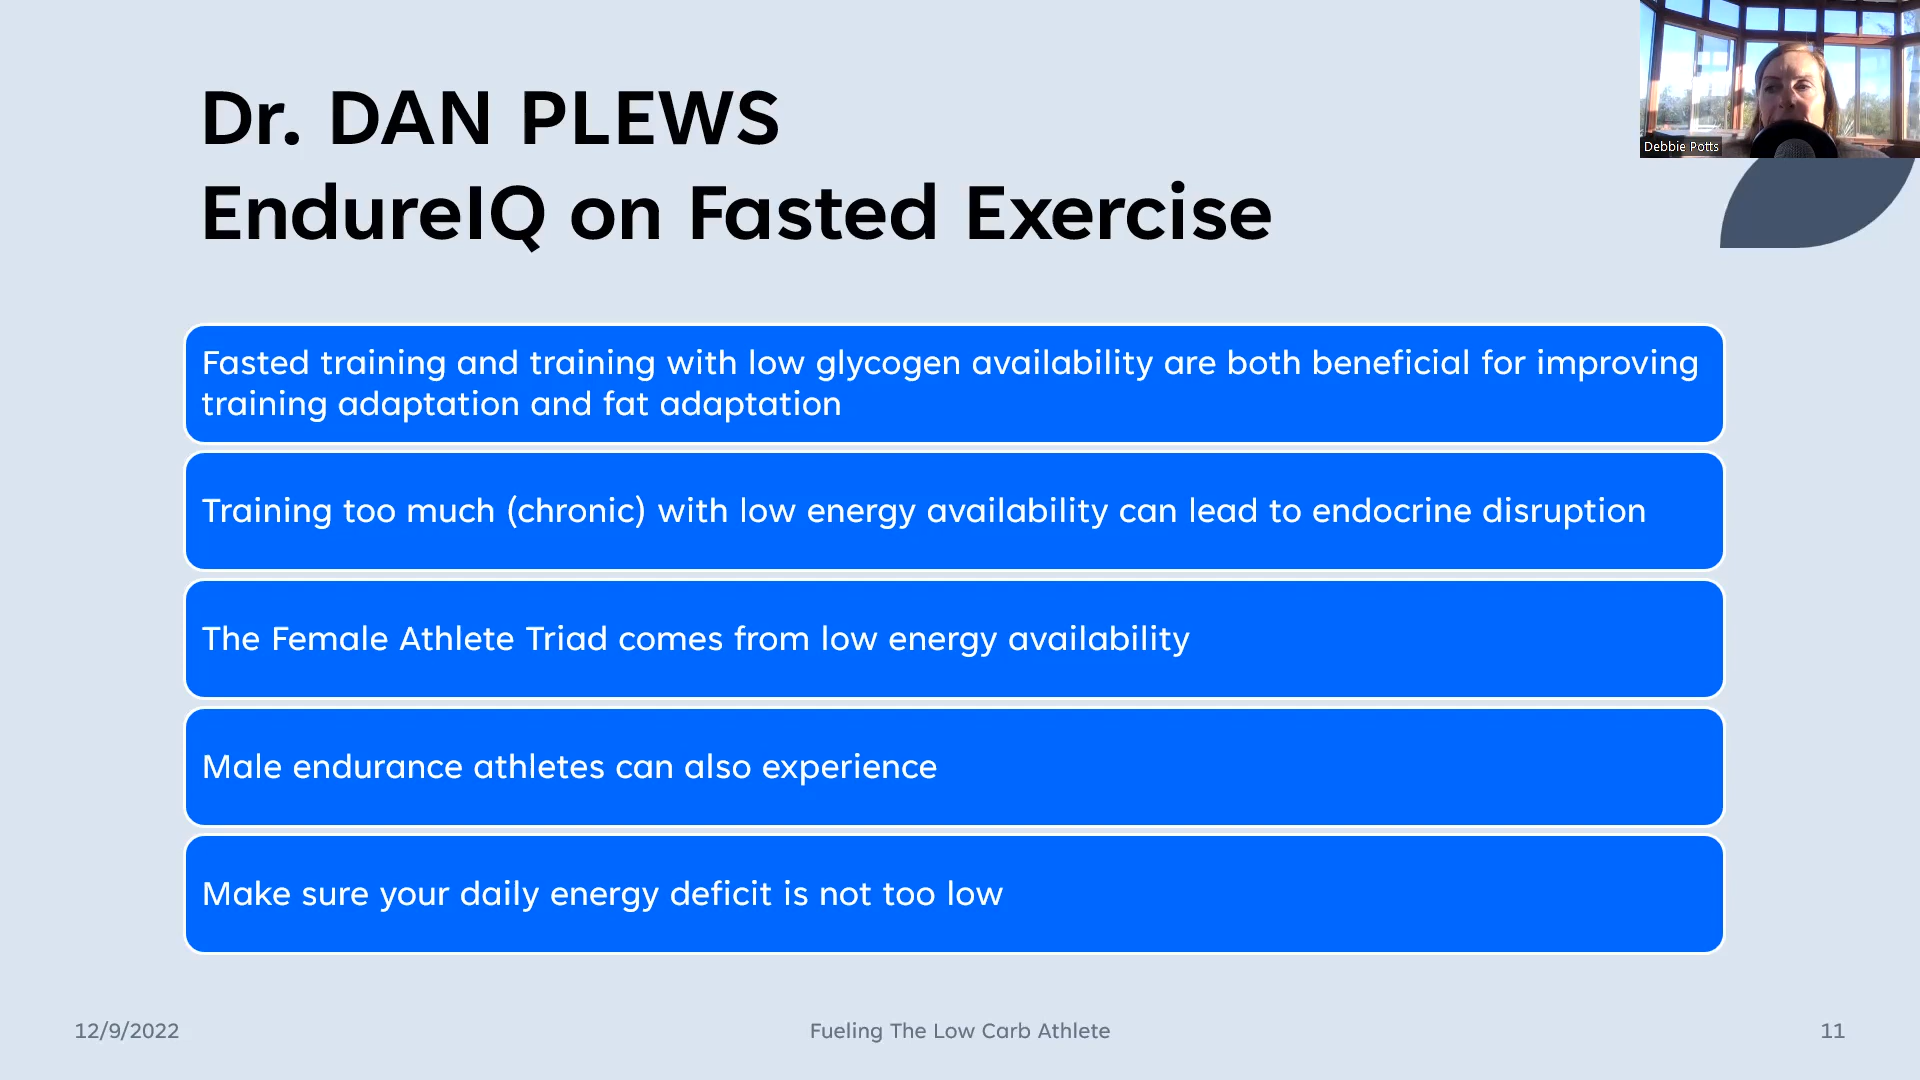 Dr. DAN PLEWS
EndureIQ on Fasted Exercise
Debbie Potts
Fasted training and training with low glycogen availability are both beneficial for improving
training adaptation and fat adaptation
Training too much (chronic) with low energy availability can lead to endocrine disruption
The Female Athlete Triad comes from low energy availability
Male endurance athletes can also experience
Make sure your daily energy deficit is not too low
12/9/2022
Fueling The Low Carb Athlete
11